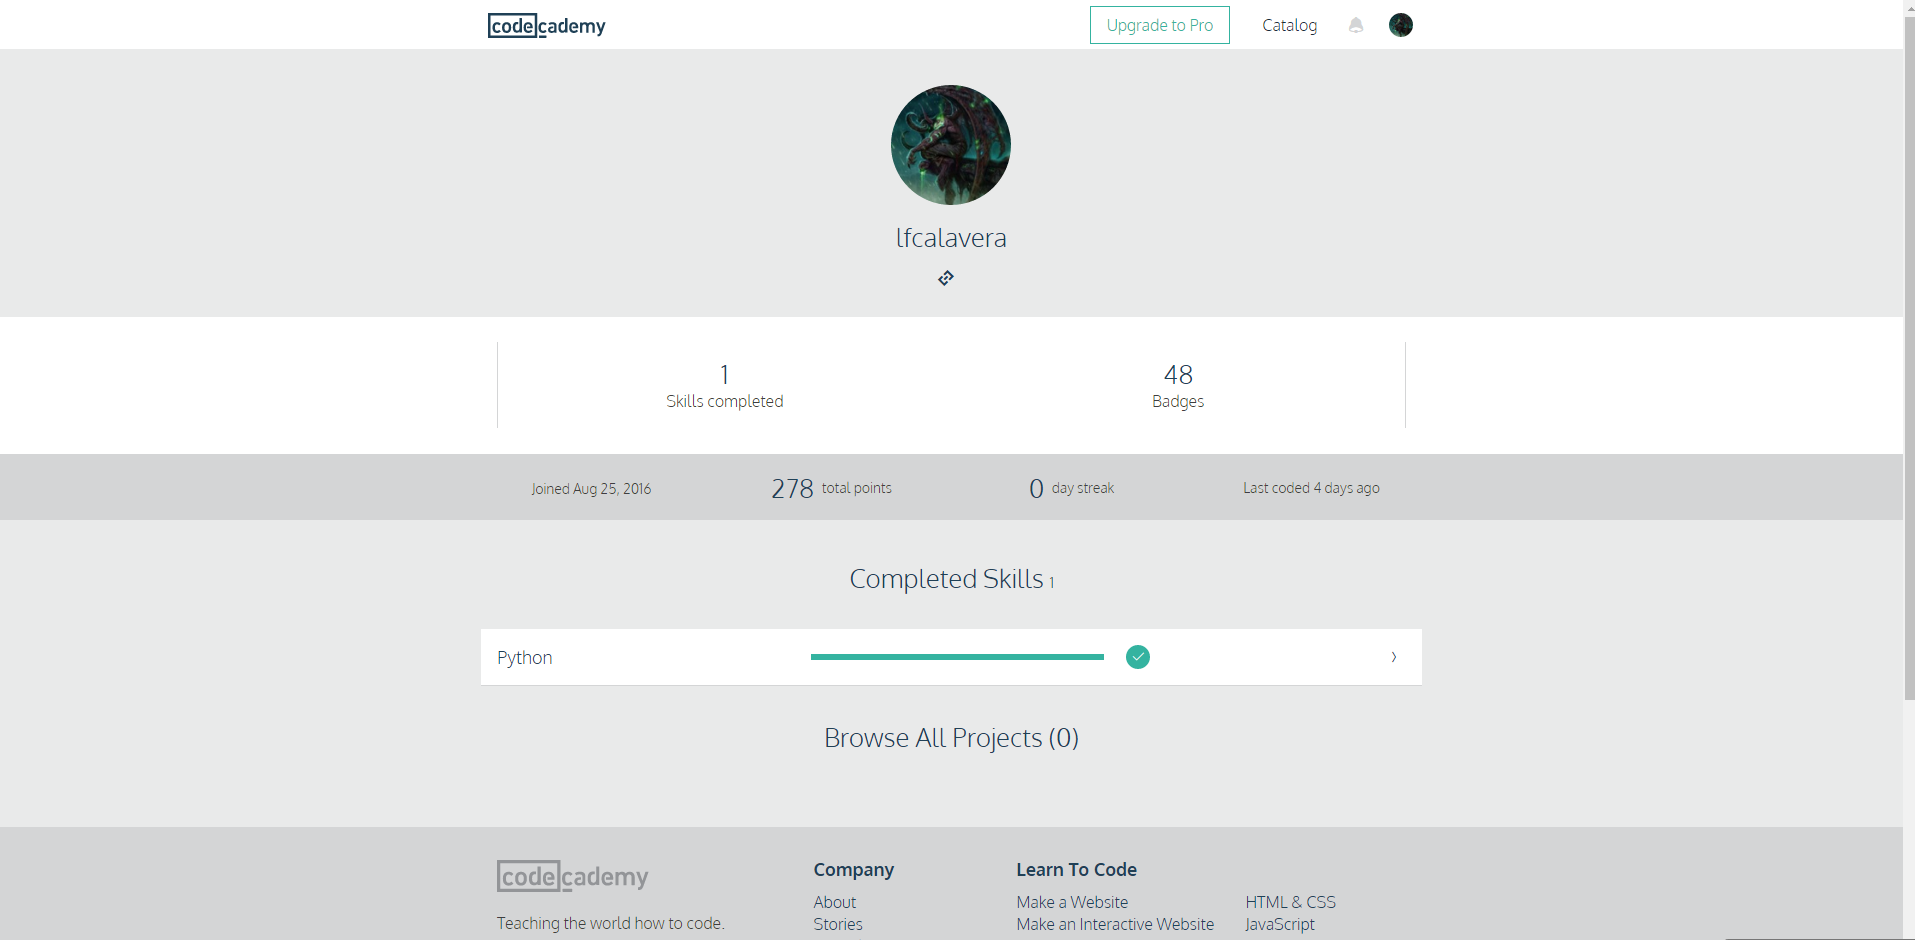 codecademy
Upgrade to Pro
Catalog
lfcalavera
1
Skills completed
48
Badges
Joined Aug 25, 2016
278 total points
0 day streak
Last coded 4 days ago
Completed Skills 1
Python
Browse All Projects (0)
codecademy
Teaching the world how to code.
Company
About
Stories
Learn To Code
Make a Website
HTML & CSS
Make an Interactive Website
JavaScript